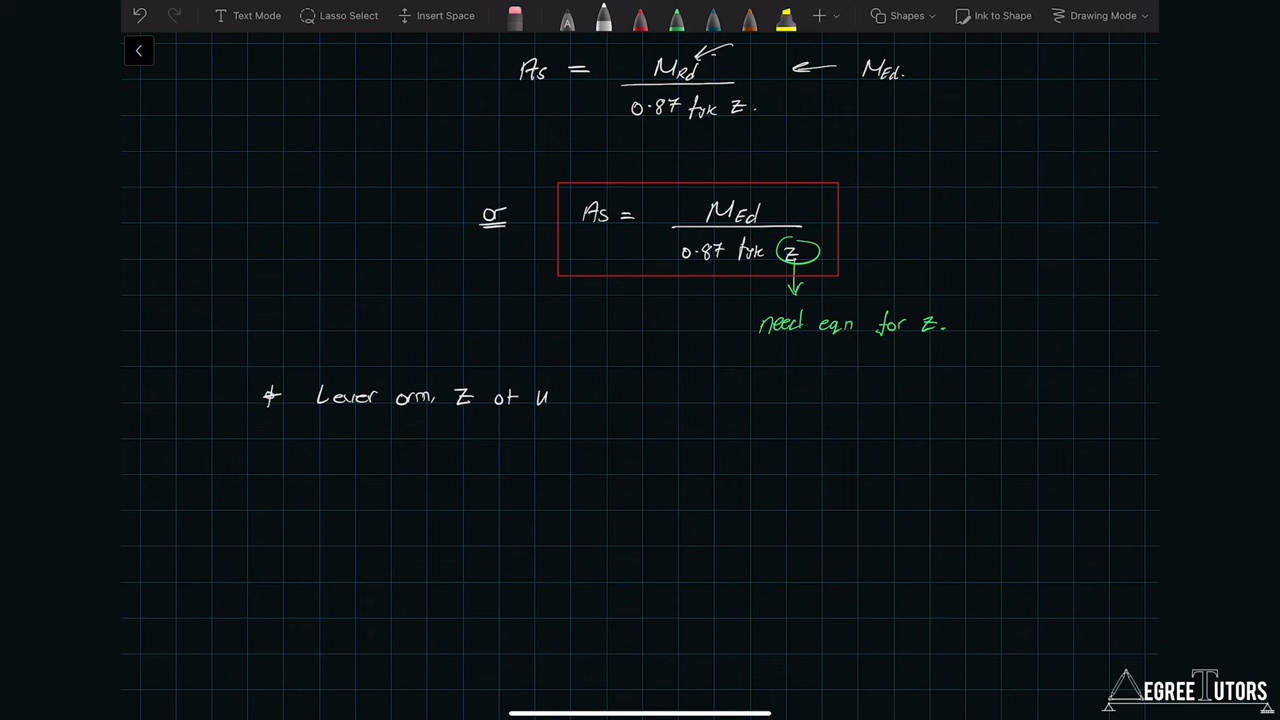 Text Mode Lasso Select Insert Space Shapes Ink to Shape Drawing Mode
As = MRd / 0.87 fyk z. ← MEd.
or As = MEd / 0.87 fyk z
need eqn for z.
* Lever arm, z at u
DEGREE TUTORS